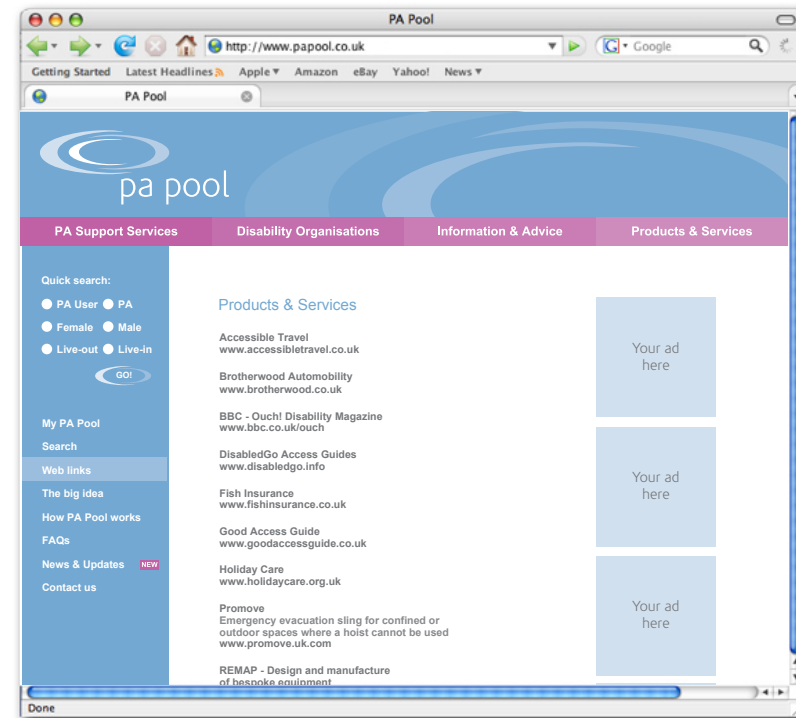 PA Pool
http://www.papool.co.uk
G Google
Getting Started Latest Headlines Apple Amazon eBay Yahoo! News
PA Pool
pa pool
PA Support Services Disability Organisations Information & Advice Products & Services
Quick search:
PA User PA
Female Male
Live-out Live-in
GO!
My PA Pool
Search
Web links
The big idea
How PA Pool works
FAQs
News & Updates NEW
Contact us
Products & Services
Accessible Travel
www.accessibletravel.co.uk
Brotherwood Automobility
www.brotherwood.co.uk
BBC - Ouch! Disability Magazine
www.bbc.co.uk/ouch
DisabledGo Access Guides
www.disabledgo.info
Fish Insurance
www.fishinsurance.co.uk
Good Access Guide
www.goodaccessguide.co.uk
Holiday Care
www.holidaycare.org.uk
Promove
Emergency evacuation sling for confined or
outdoor spaces where a hoist cannot be used
www.promove.uk.com
REMAP - Design and manufacture
of bespoke equipment
Your ad
here
Your ad
here
Your ad
here
Done